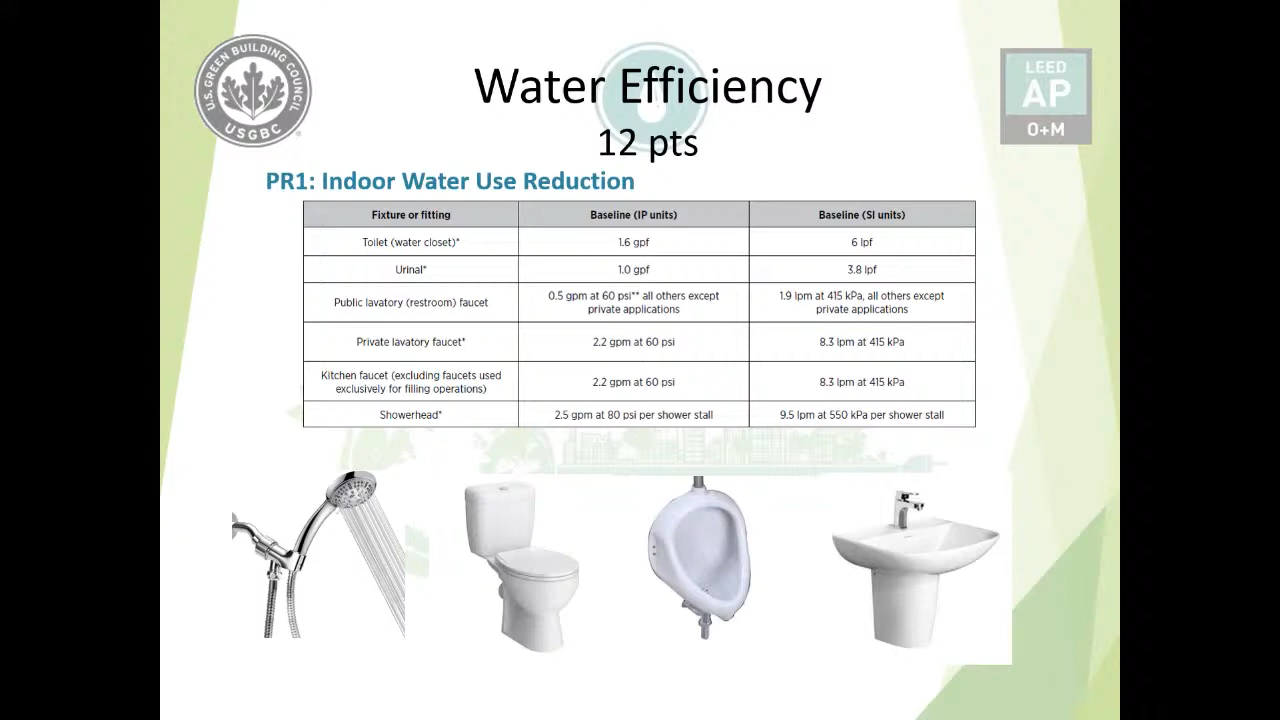 U.S. GREEN BUILDING COUNCIL
USGBC
LEED
AP
O+M
Water Efficiency
12 pts
PR1: Indoor Water Use Reduction
Fixture or fitting
Baseline (IP units)
Baseline (SI units)
Toilet (water closet)*
1.6 gpf
6 lpf
Urinal*
1.0 gpf
3.8 lpf
Public lavatory (restroom) faucet
0.5 gpm at 60 psi** all others except
private applications
1.9 lpm at 415 kPa, all others except
private applications
Private lavatory faucet*
2.2 gpm at 60 psi
8.3 lpm at 415 kPa
Kitchen faucet (excluding faucets used
exclusively for filling operations)
2.2 gpm at 60 psi
8.3 lpm at 415 kPa
Showerhead*
2.5 gpm at 80 psi per shower stall
9.5 lpm at 550 kPa per shower stall